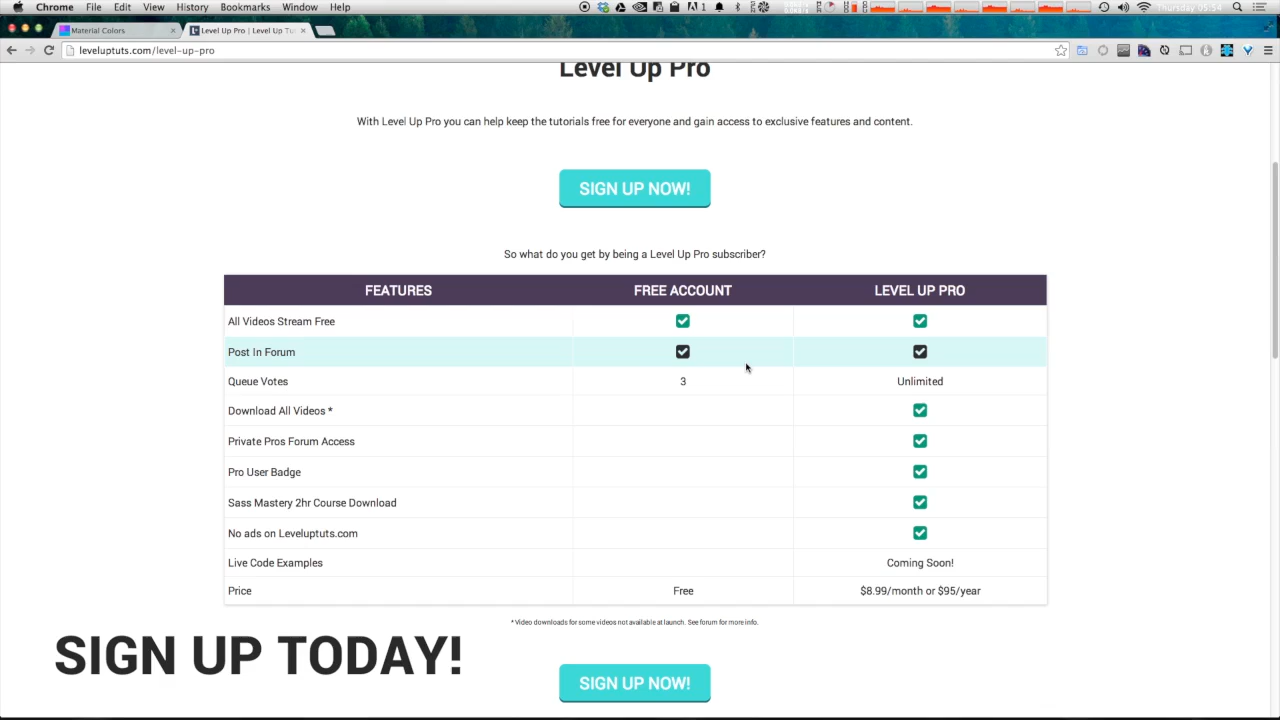 Chrome File Edit View History Bookmarks Window Help
Thursday 05:54
Material Colors
Level Up Pro | Level Up Tu
leveluptuts.com/level-up-pro
Level Up Pro
With Level Up Pro you can help keep the tutorials free for everyone and gain access to exclusive features and content.
SIGN UP NOW!
So what do you get by being a Level Up Pro subscriber?
FEATURES FREE ACCOUNT LEVEL UP PRO
All Videos Stream Free
Post In Forum
Queue Votes 3 Unlimited
Download All Videos *
Private Pros Forum Access
Pro User Badge
Sass Mastery 2hr Course Download
No ads on Leveluptuts.com
Live Code Examples Coming Soon!
Price Free $8.99/month or $95/year
* Video downloads for some videos not available at launch. See forum for more info.
SIGN UP TODAY!
SIGN UP NOW!